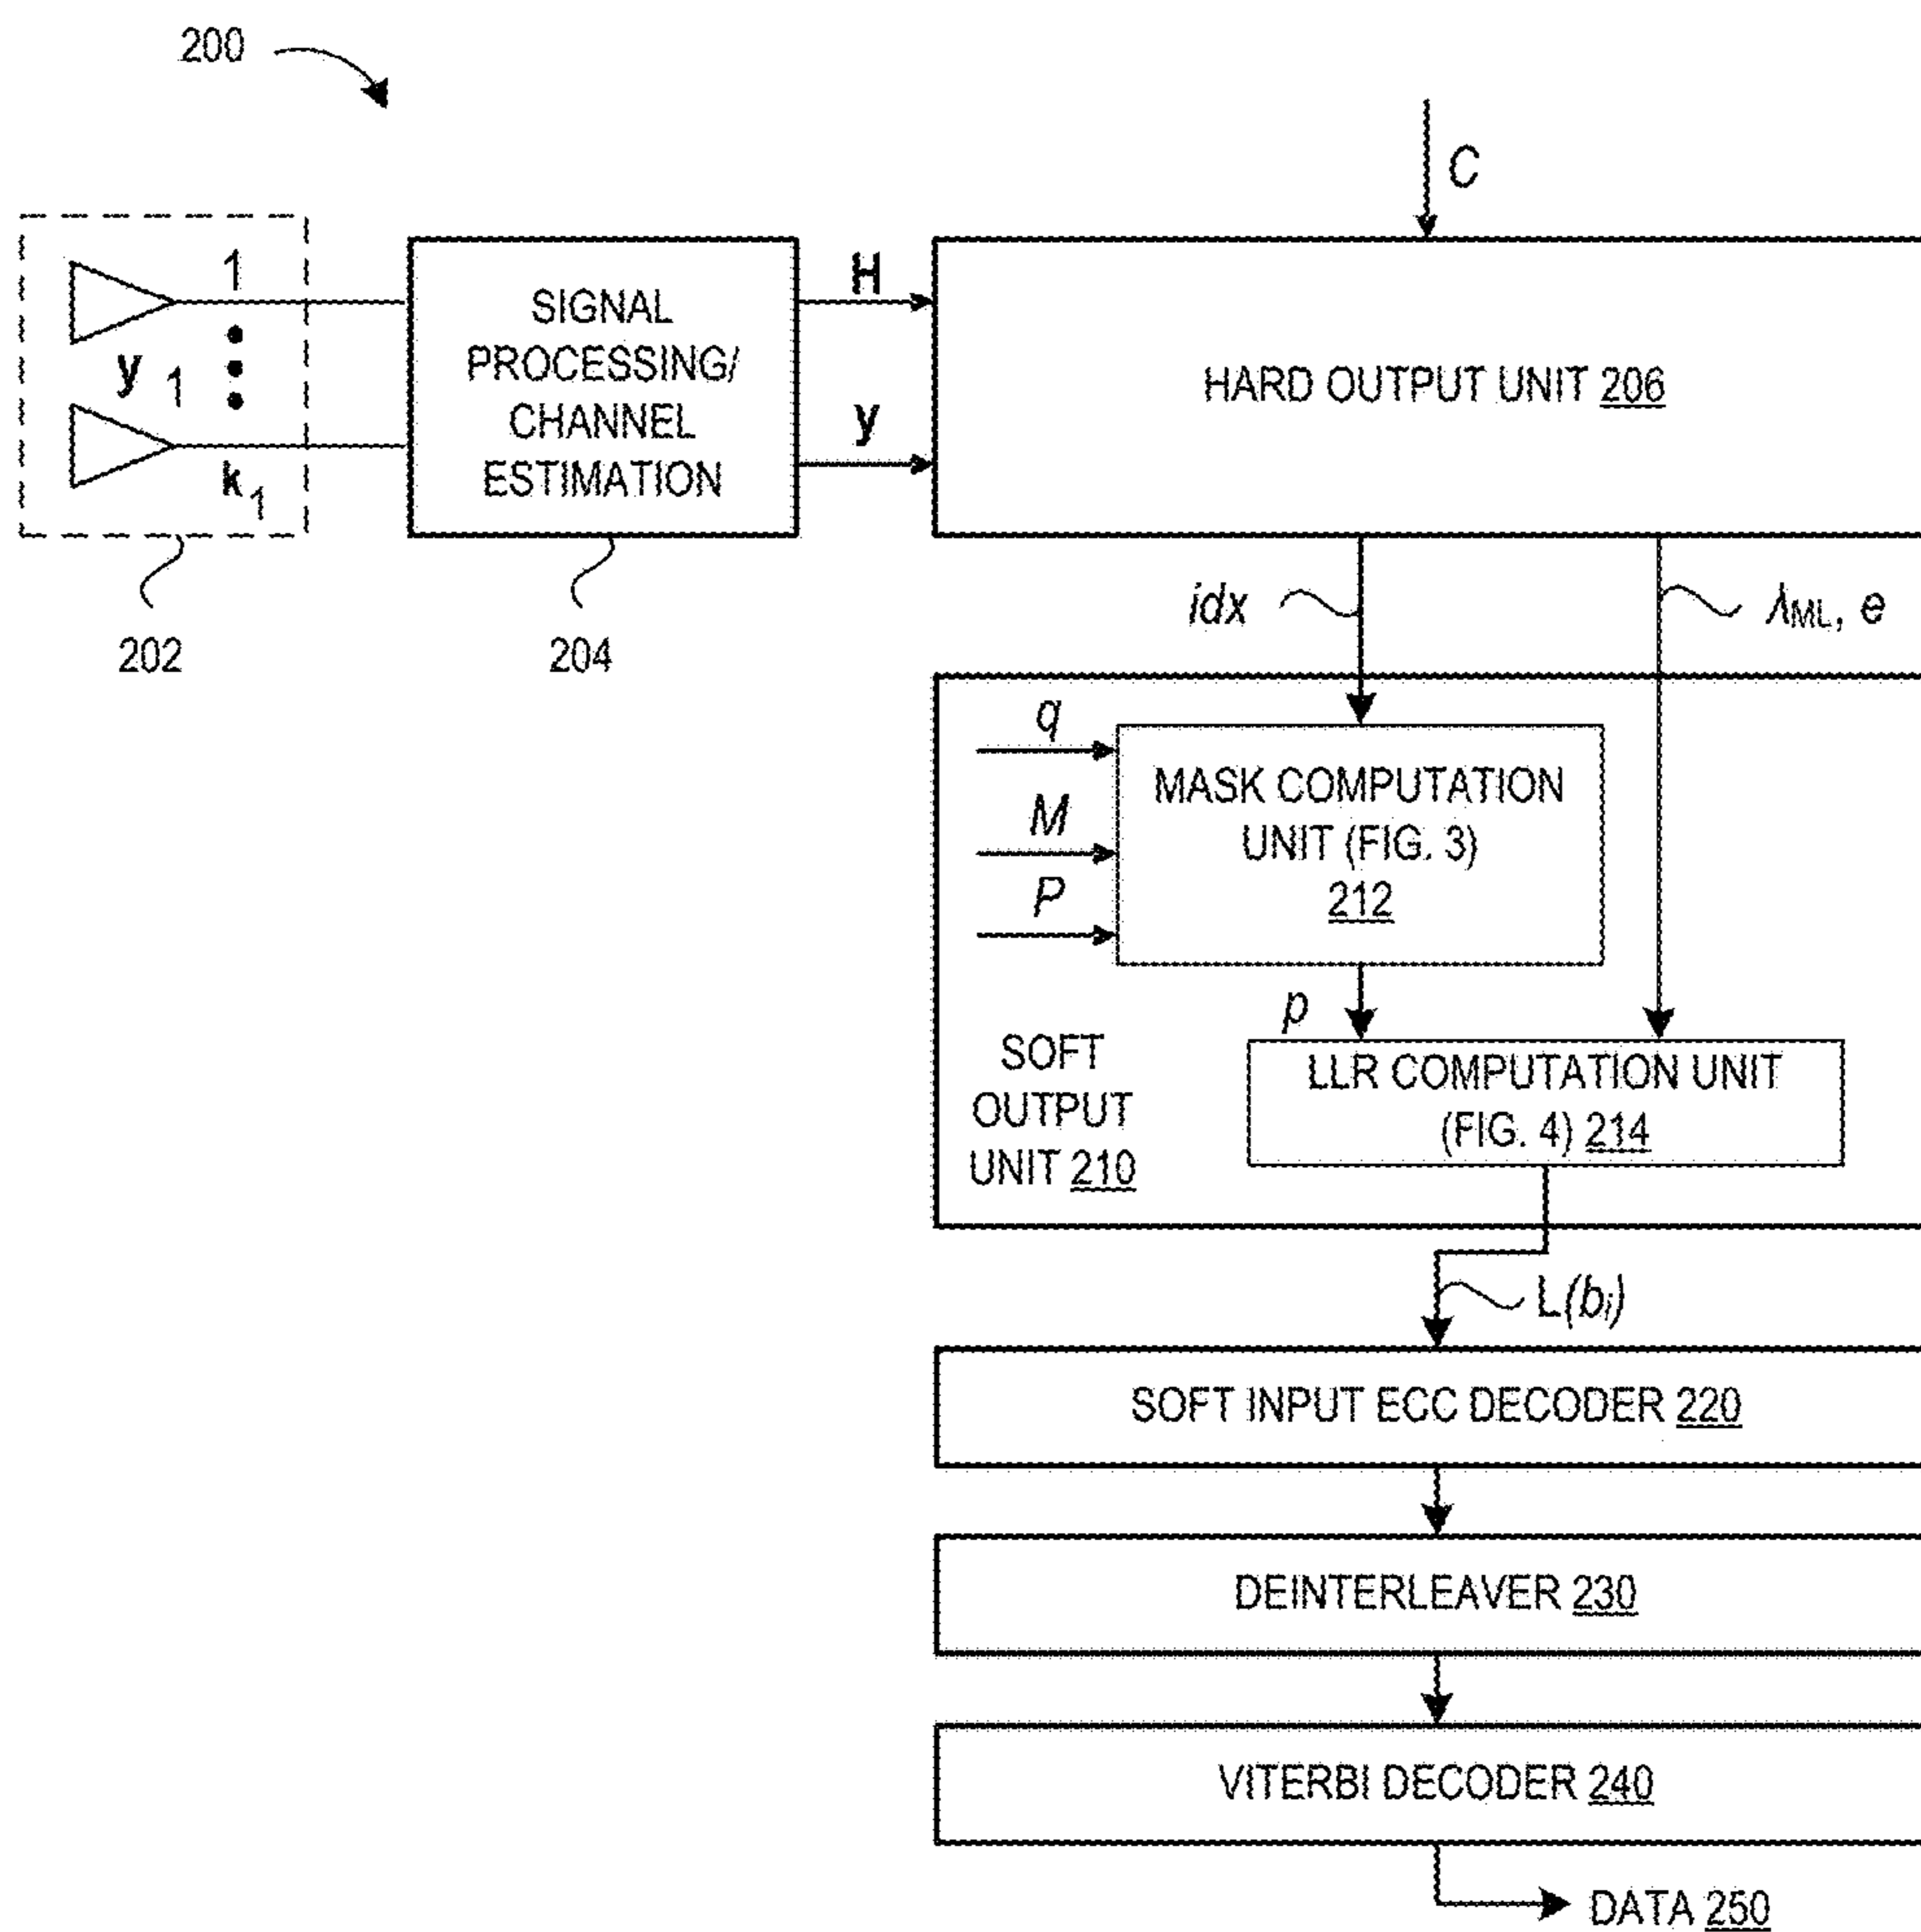 200
C
1
y 1
k1
SIGNAL
PROCESSING/
CHANNEL
ESTIMATION
H
y
HARD OUTPUT UNIT 206
202
204
idx
λML, e
q
M
P
MASK COMPUTATION
UNIT (FIG. 3)
212
p
SOFT
OUTPUT
UNIT 210
LLR COMPUTATION UNIT
(FIG. 4) 214
L(bi)
SOFT INPUT ECC DECODER 220
DEINTERLEAVER 230
VITERBI DECODER 240
DATA 250